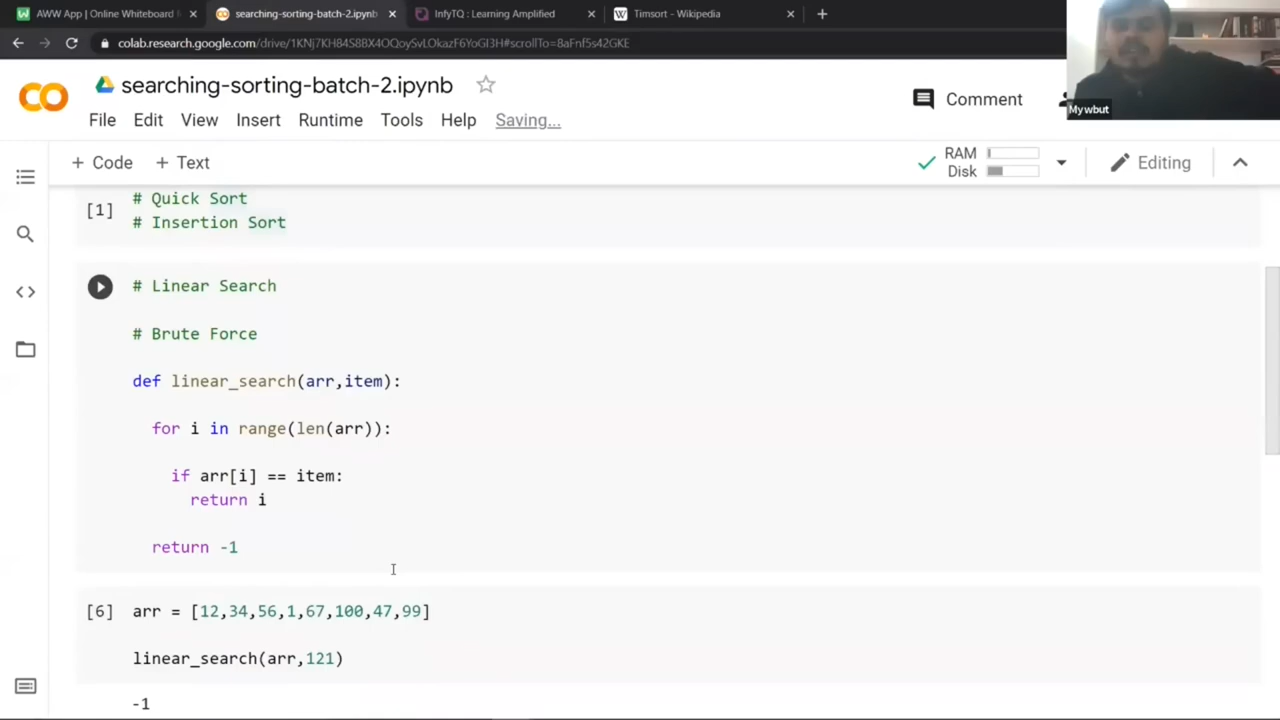 AWW App | Online Whiteboard
searching-sorting-batch-2.ipynb
InfyTQ : Learning Amplified
Timsort - Wikipedia
colab.research.google.com/drive/1KNj7KH84S8BX4OQoySvLOkazF6YoGI3H#scrollTo=8aFnf5s42GKE
Mywbut
CO
searching-sorting-batch-2.ipynb
Comment
File Edit View Insert Runtime Tools Help Saving...
+ Code + Text
RAM
Disk
Editing
[1]
# Quick Sort
# Insertion Sort
# Linear Search
# Brute Force
def linear_search(arr,item):
for i in range(len(arr)):
if arr[i] == item:
return i
return -1
[6] arr = [12,34,56,1,67,100,47,99]
linear_search(arr,121)
-1